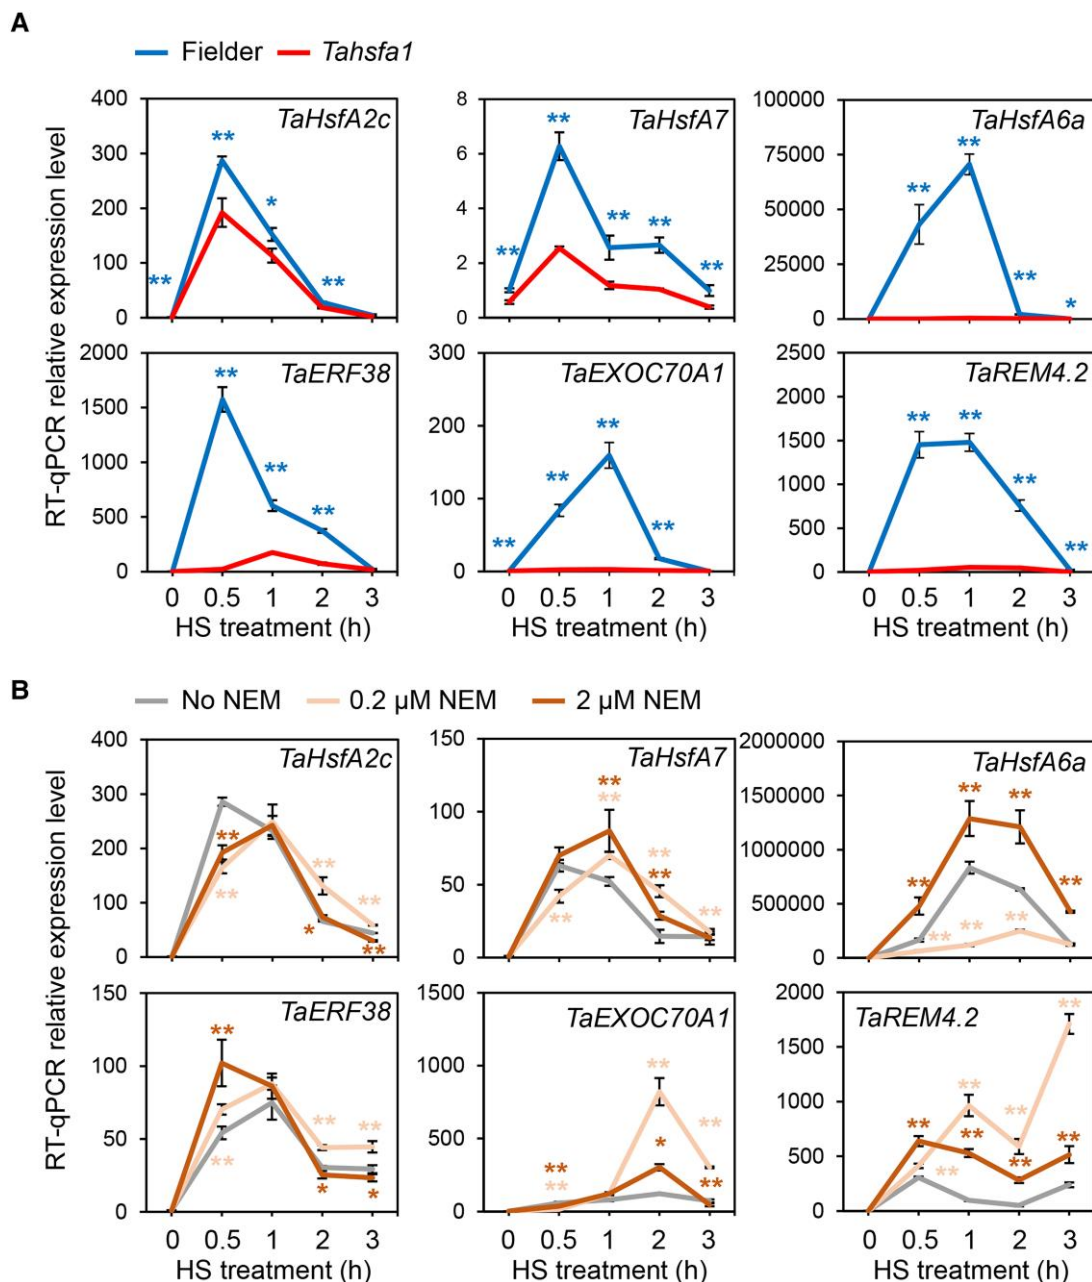 A
Fielder Tahsfa1
RT-qPCR relative expression level
TaHsfA2c
400
300
200
100
0
** ** * **
TaHsfA7
8
6
4
2
0
** ** ** ** **
TaHsfA6a
100000
75000
50000
25000
0
** ** ** *
TaERF38
2000
1500
1000
500
0
** ** **
0 0.5 1 2 3
HS treatment (h)
TaEXOC70A1
300
200
100
0
** ** ** **
0 0.5 1 2 3
HS treatment (h)
TaREM4.2
2500
2000
1500
1000
500
0
** ** ** **
0 0.5 1 2 3
HS treatment (h)
B
No NEM 0.2 µM NEM 2 µM NEM
RT-qPCR relative expression level
TaHsfA2c
400
300
200
100
0
** ** ** * ** **
TaHsfA7
150
100
50
0
** ** ** ** **
TaHsfA6a
2000000
1500000
1000000
500000
0
** ** ** ** ** ** **
TaERF38
150
100
50
0
** ** ** * ** *
0 0.5 1 2 3
HS treatment (h)
TaEXOC70A1
1500
1000
500
0
** ** ** * ** **
0 0.5 1 2 3
HS treatment (h)
TaREM4.2
2000
1500
1000
500
0
** ** ** ** ** ** ** **
0 0.5 1 2 3
HS treatment (h)